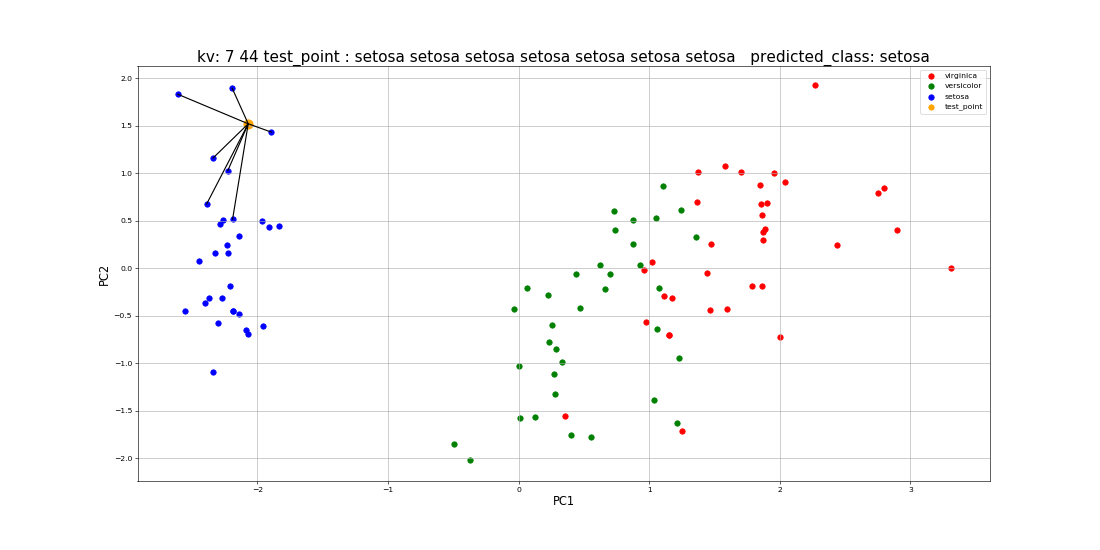 kv: 7 44 test_point : setosa setosa setosa setosa setosa setosa setosa   predicted_class: setosa
virginica
versicolor
setosa
test_point
2.0
1.5
1.0
0.5
0.0
−0.5
−1.0
−1.5
−2.0
PC2
−2
−1
0
1
2
3
PC1